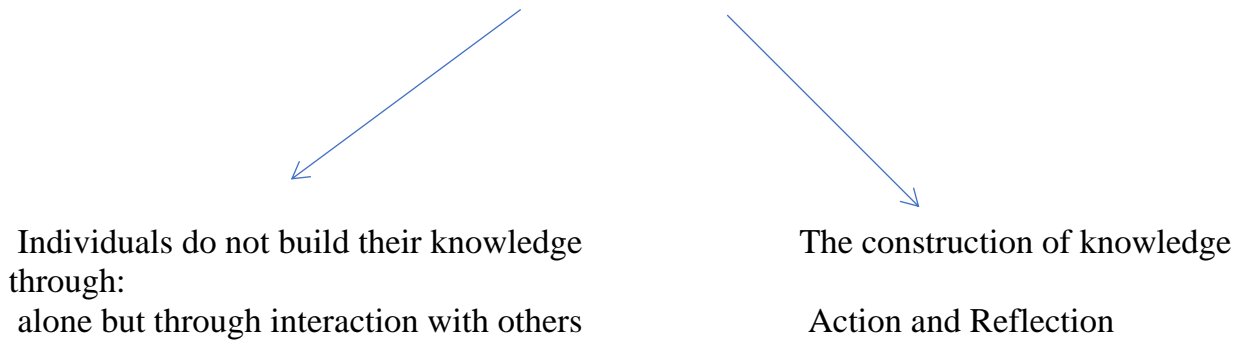 Individuals do not build their knowledge The construction of knowledge
through:
alone but through interaction with others Action and Reflection